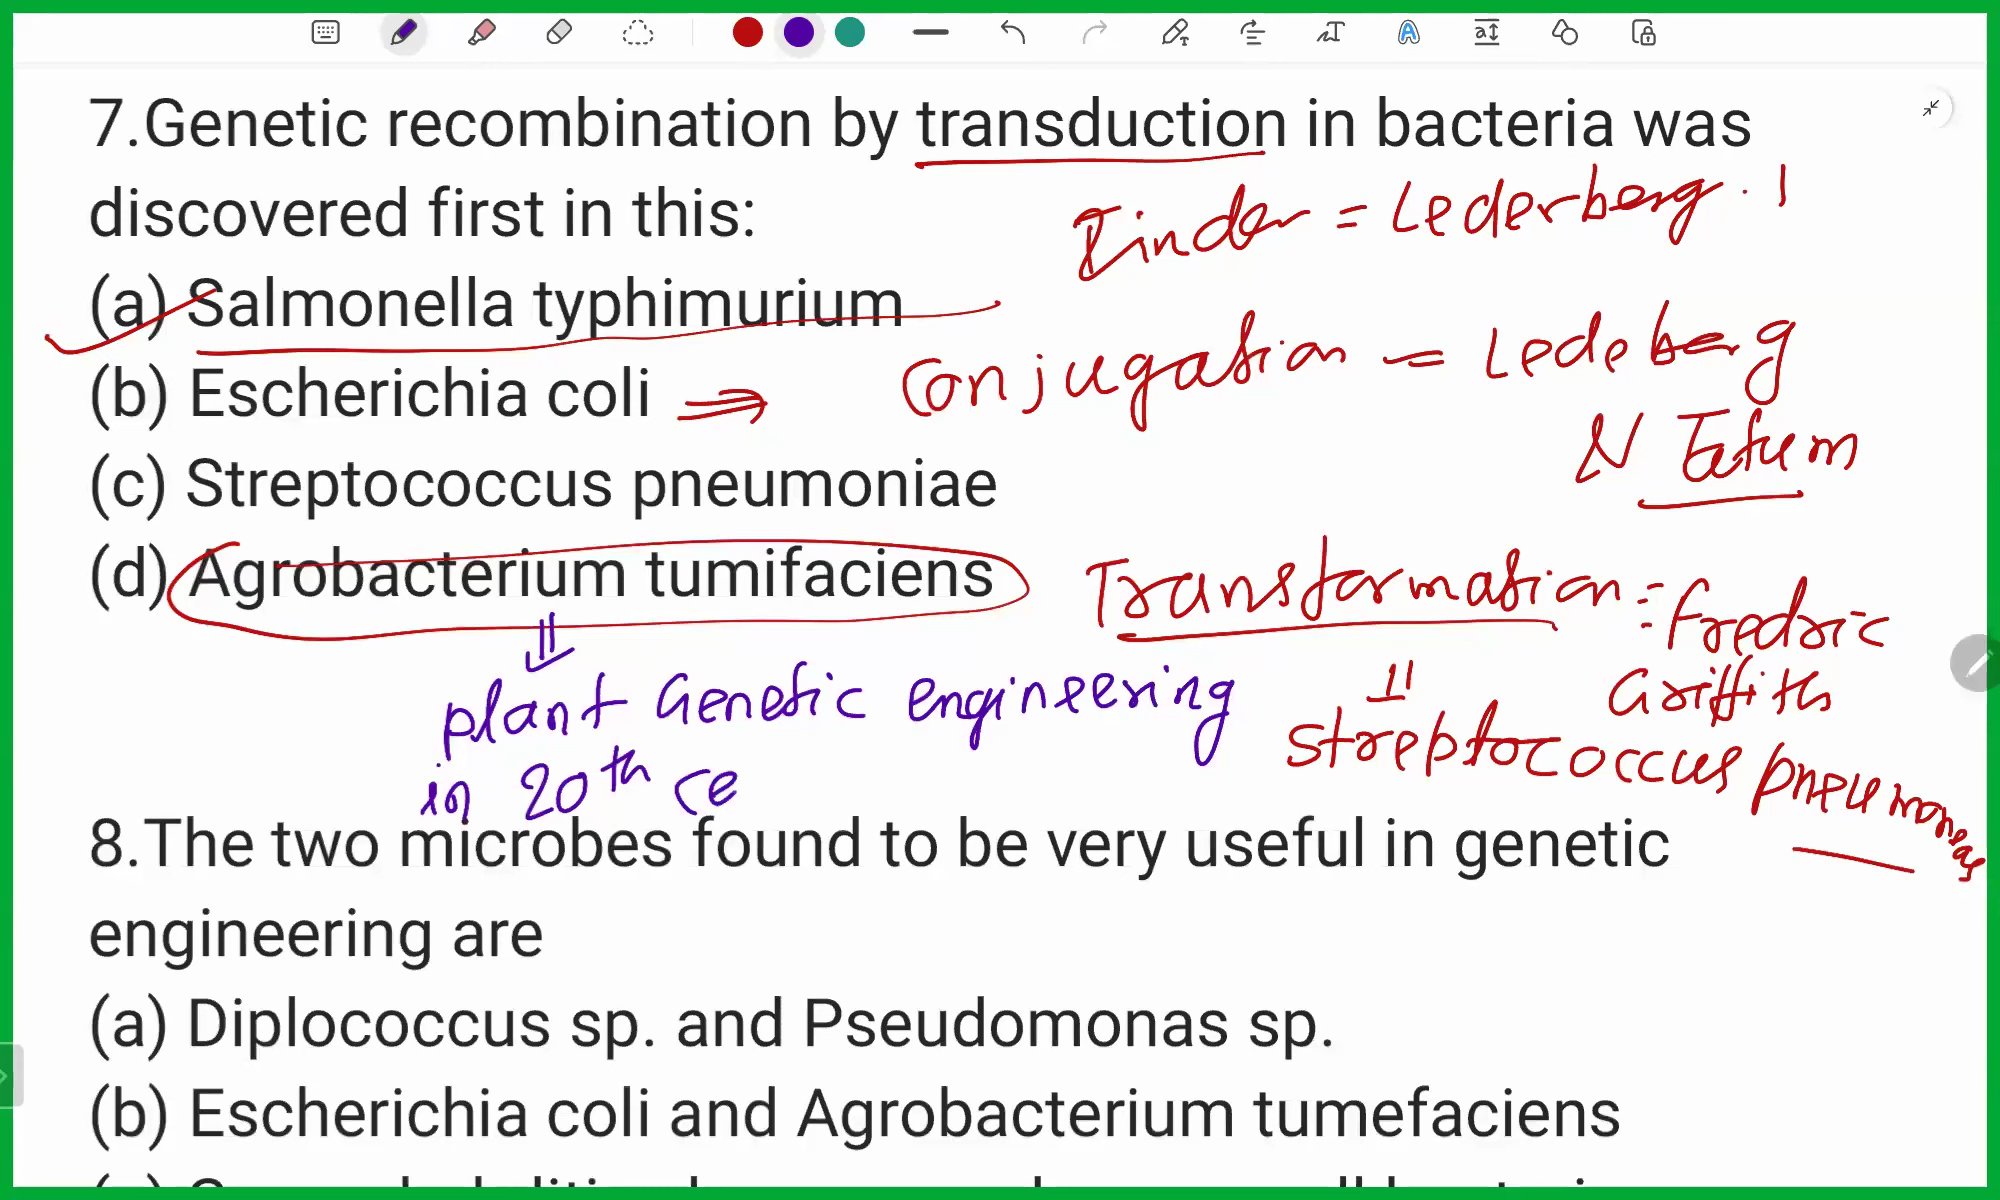 7.Genetic recombination by transduction in bacteria was
discovered first in this:
Zinder = Lederberg.
(a) Salmonella typhimurium
(b) Escherichia coli ⇒ Conjugation = Ledeberg
N Tatum
(c) Streptococcus pneumoniae
(d) Agrobacterium tumifaciens
Transformation = Fredric
Griffith
Streptococcus pneumoneae
plant Genetic engineering
in 20th ce
8.The two microbes found to be very useful in genetic
engineering are
(a) Diplococcus sp. and Pseudomonas sp.
(b) Escherichia coli and Agrobacterium tumefaciens